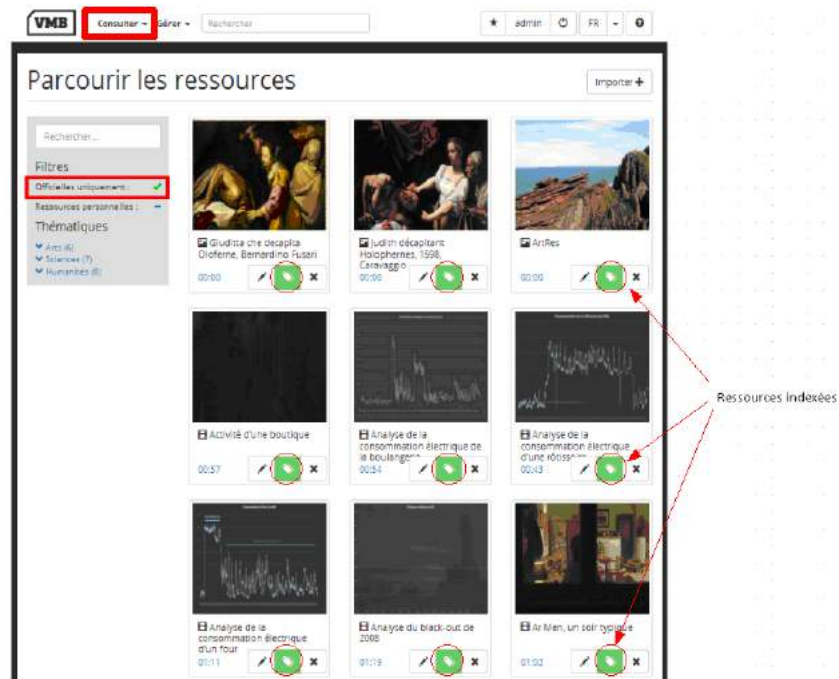 VMB
Consulter
Gérer
Rechercher
admin
FR
Parcourir les ressources
Importer
Rechercher...
Filtres
Officielles uniquement :
Ressources personnelles :
Thématiques
Arts (6)
Sciences (7)
Humanités (6)
Giuditta che decapita
Oloferne, Bernardino Fusari
00:00
Judith décapitant
Holophernes, 1598,
Caravaggio
00:00
ArtRes
00:00
Ressources indexées
Activité d'une boutique
00:57
Analyse de la
consommation électrique de
la boulangerie
00:54
Analyse de la
consommation électrique
d'une rôtisserie
00:43
Analyse de la
consommation électrique
d'un four
01:11
Analyse du black-out de
2008
01:19
Ar Men, un soir typique
01:02